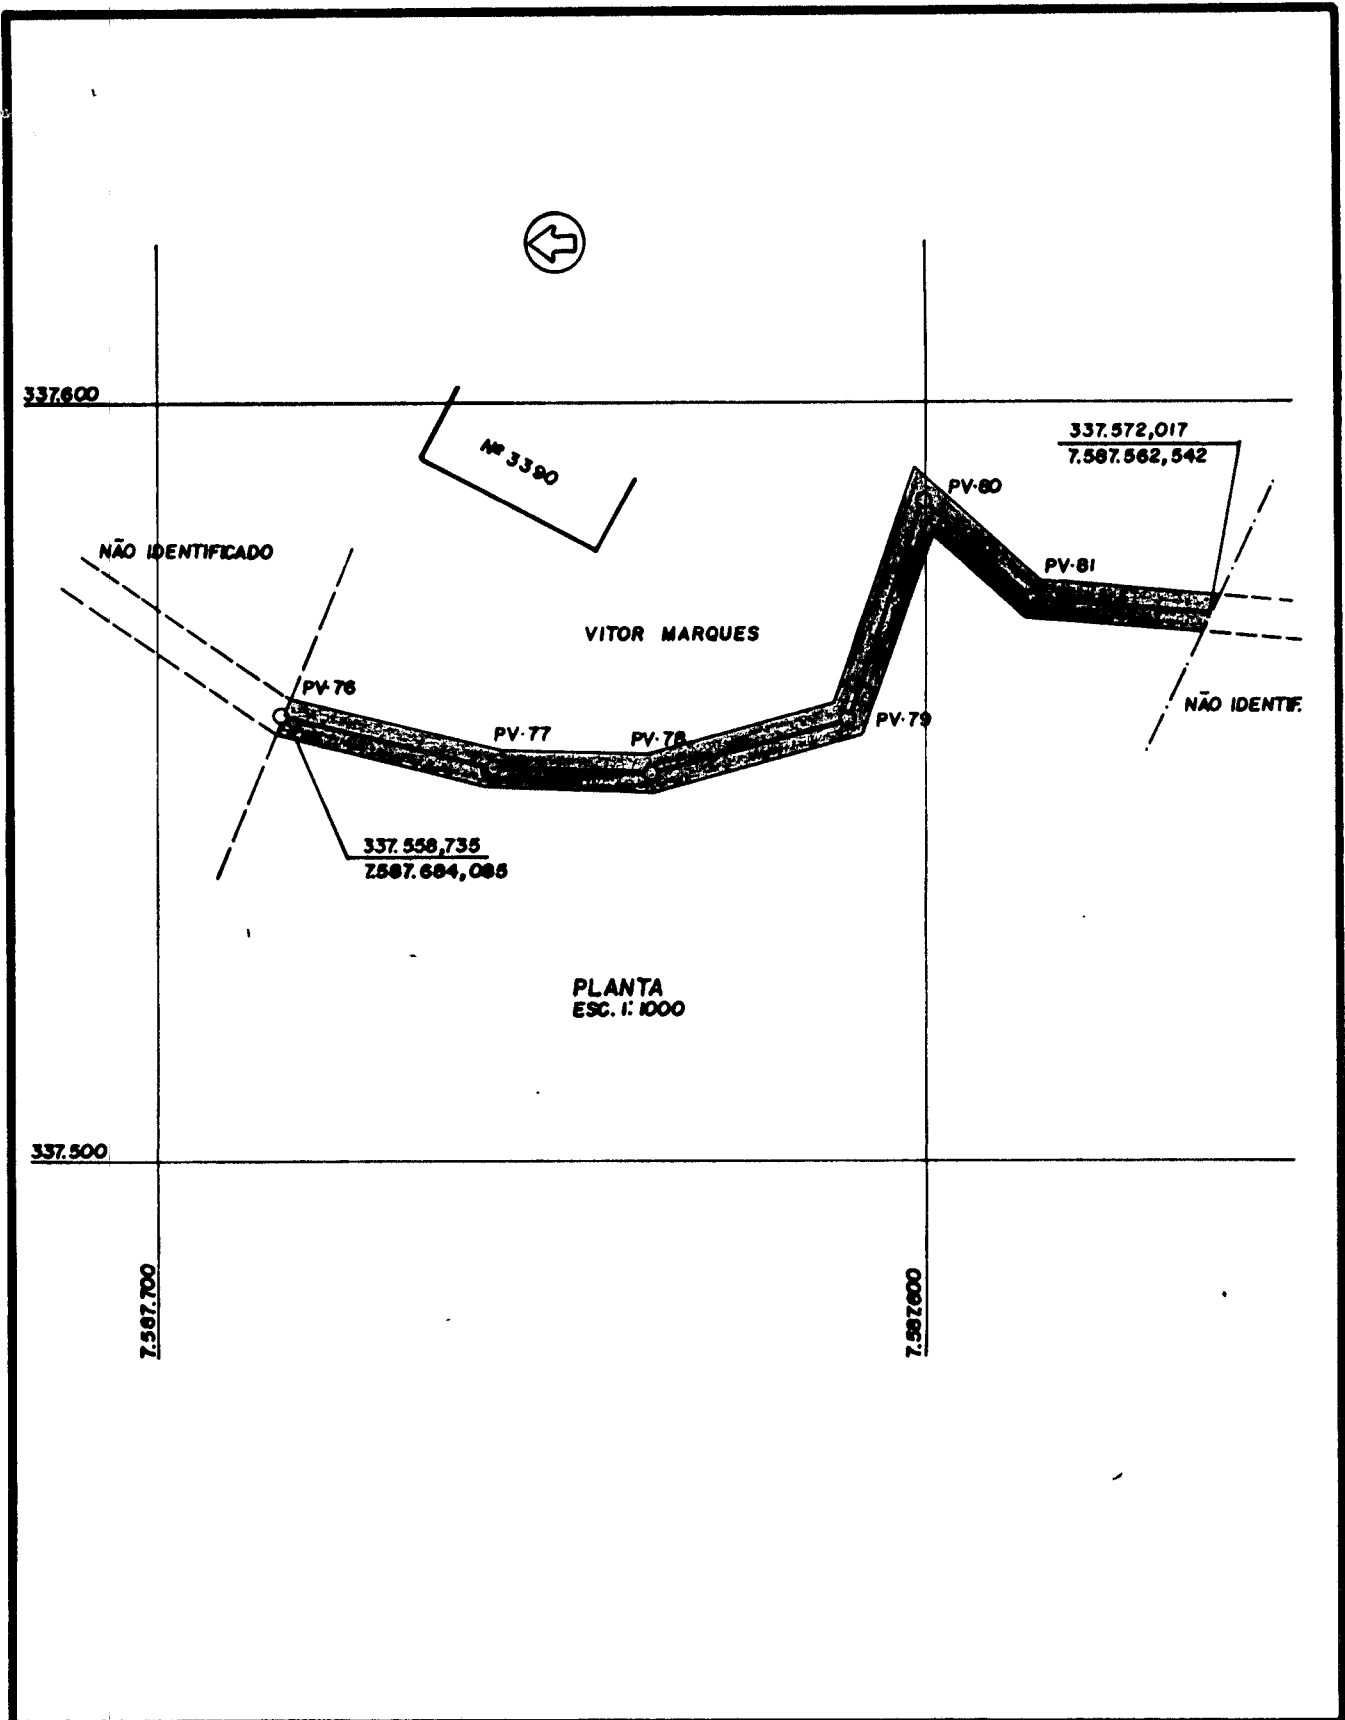 337.600
Nº 3390
337.572,017
7.587.562,542
PV-80
NÃO IDENTIFICADO
PV-81
VITOR MARQUES
PV-76
NÃO IDENTIF.
PV-79
PV-77
PV-78
337.558,735
7.587.684,085
PLANTA
ESC. 1:1000
337.500
7.587.700
7.587.600